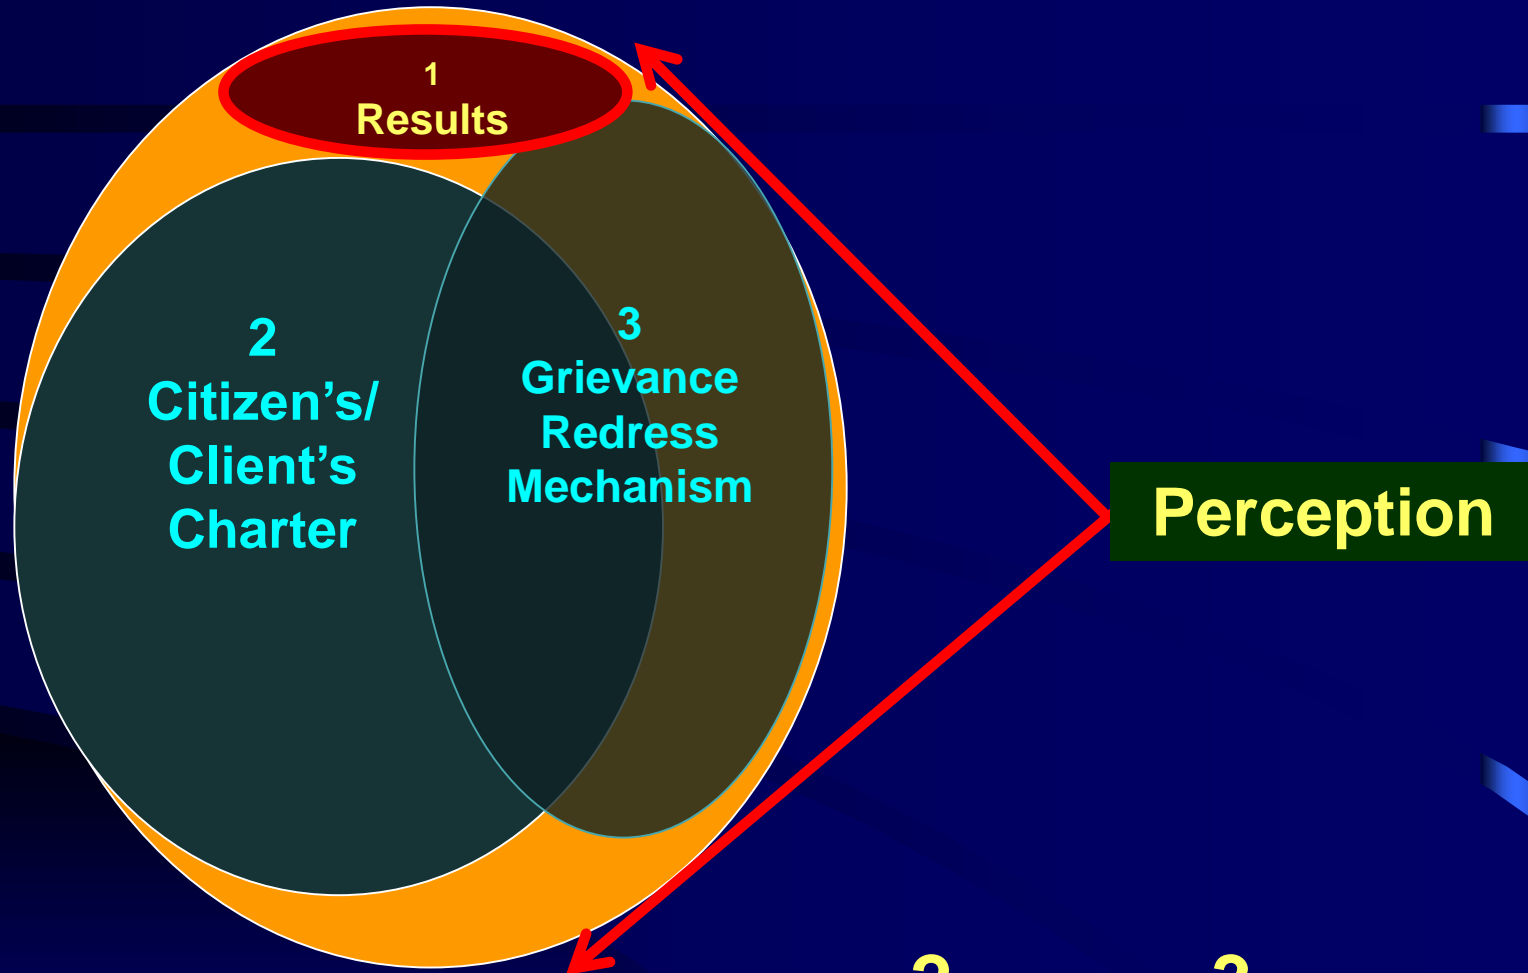 1
Results
2
Citizen’s/
Client’s
Charter
3
Grievance
Redress
Mechanism
Perception